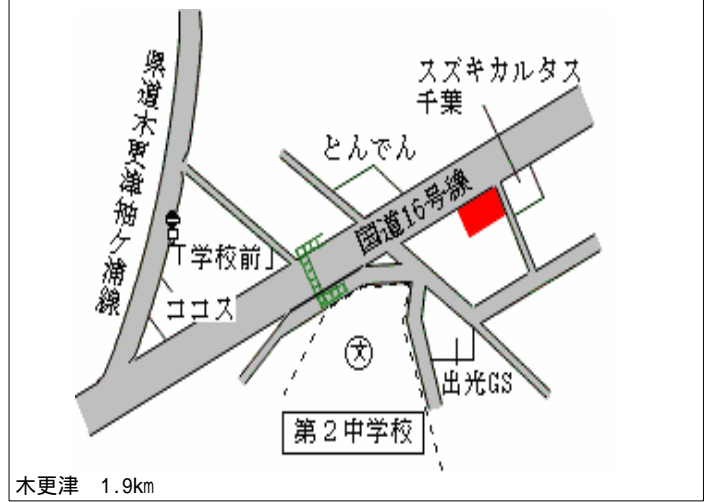 スズキカルタス
千葉
県道木更津袖ケ浦線
とんでん
国道16号線
「学校前」
ココス
文
出光GS
第2中学校
木更津 1.9km